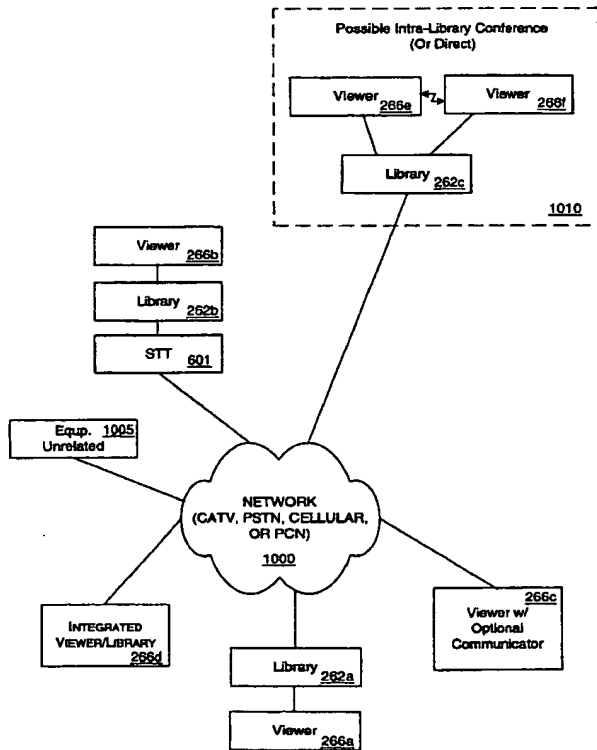 Possible Intra-Library Conference
(Or Direct)
Viewer
266e
Viewer
266f
Library
262c
1010
Viewer
266b
Library
262b
STT
601
Equp. 1005
Unrelated
NETWORK
(CATV, PSTN, CELLULAR,
OR PCN)
1000
INTEGRATED
VIEWER/LIBRARY
266d
266c
Viewer w/
Optional
Communicator
Library
262a
Viewer
266a